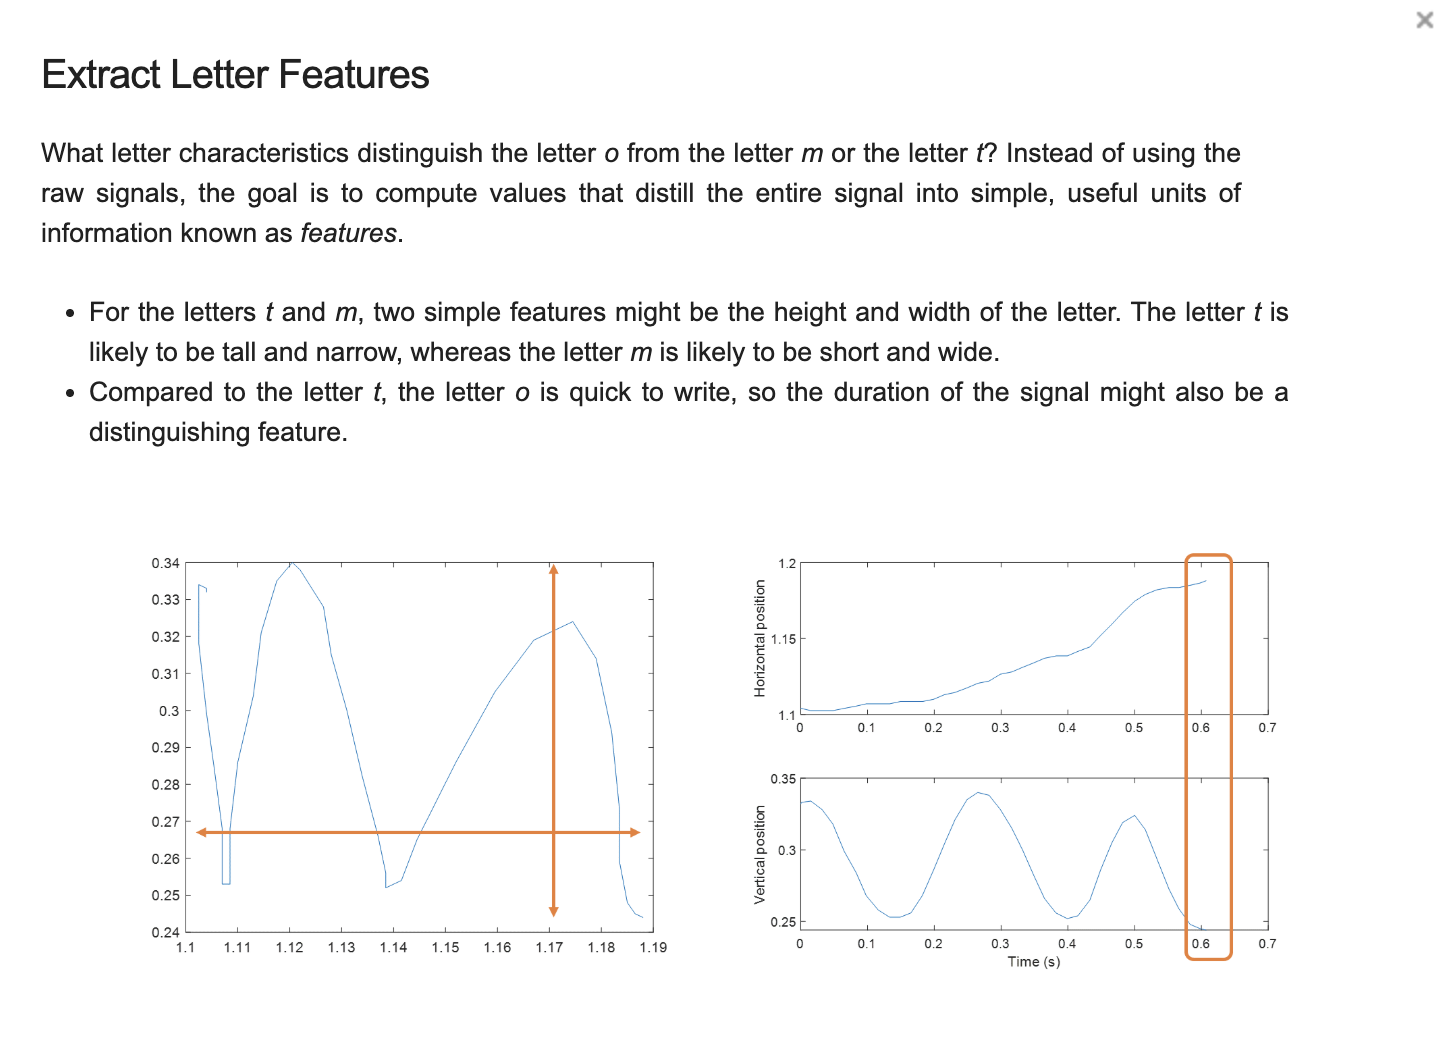 Extract Letter Features
What letter characteristics distinguish the letter o from the letter m or the letter t? Instead of using the
raw signals, the goal is to compute values that distill the entire signal into simple, useful units of
information known as features.
• For the letters t and m, two simple features might be the height and width of the letter. The letter t is
likely to be tall and narrow, whereas the letter m is likely to be short and wide.
• Compared to the letter t, the letter o is quick to write, so the duration of the signal might also be a
distinguishing feature.
0.34
0.33
0.32
0.31
0.3
0.29
0.28
0.27
0.26
0.25
0.24
1.1 1.11 1.12 1.13 1.14 1.15 1.16 1.17 1.18 1.19
Horizontal position
1.2
1.15
1.1
0 0.1 0.2 0.3 0.4 0.5 0.6 0.7
Vertical position
0.35
0.3
0.25
0 0.1 0.2 0.3 0.4 0.5 0.6 0.7
Time (s)